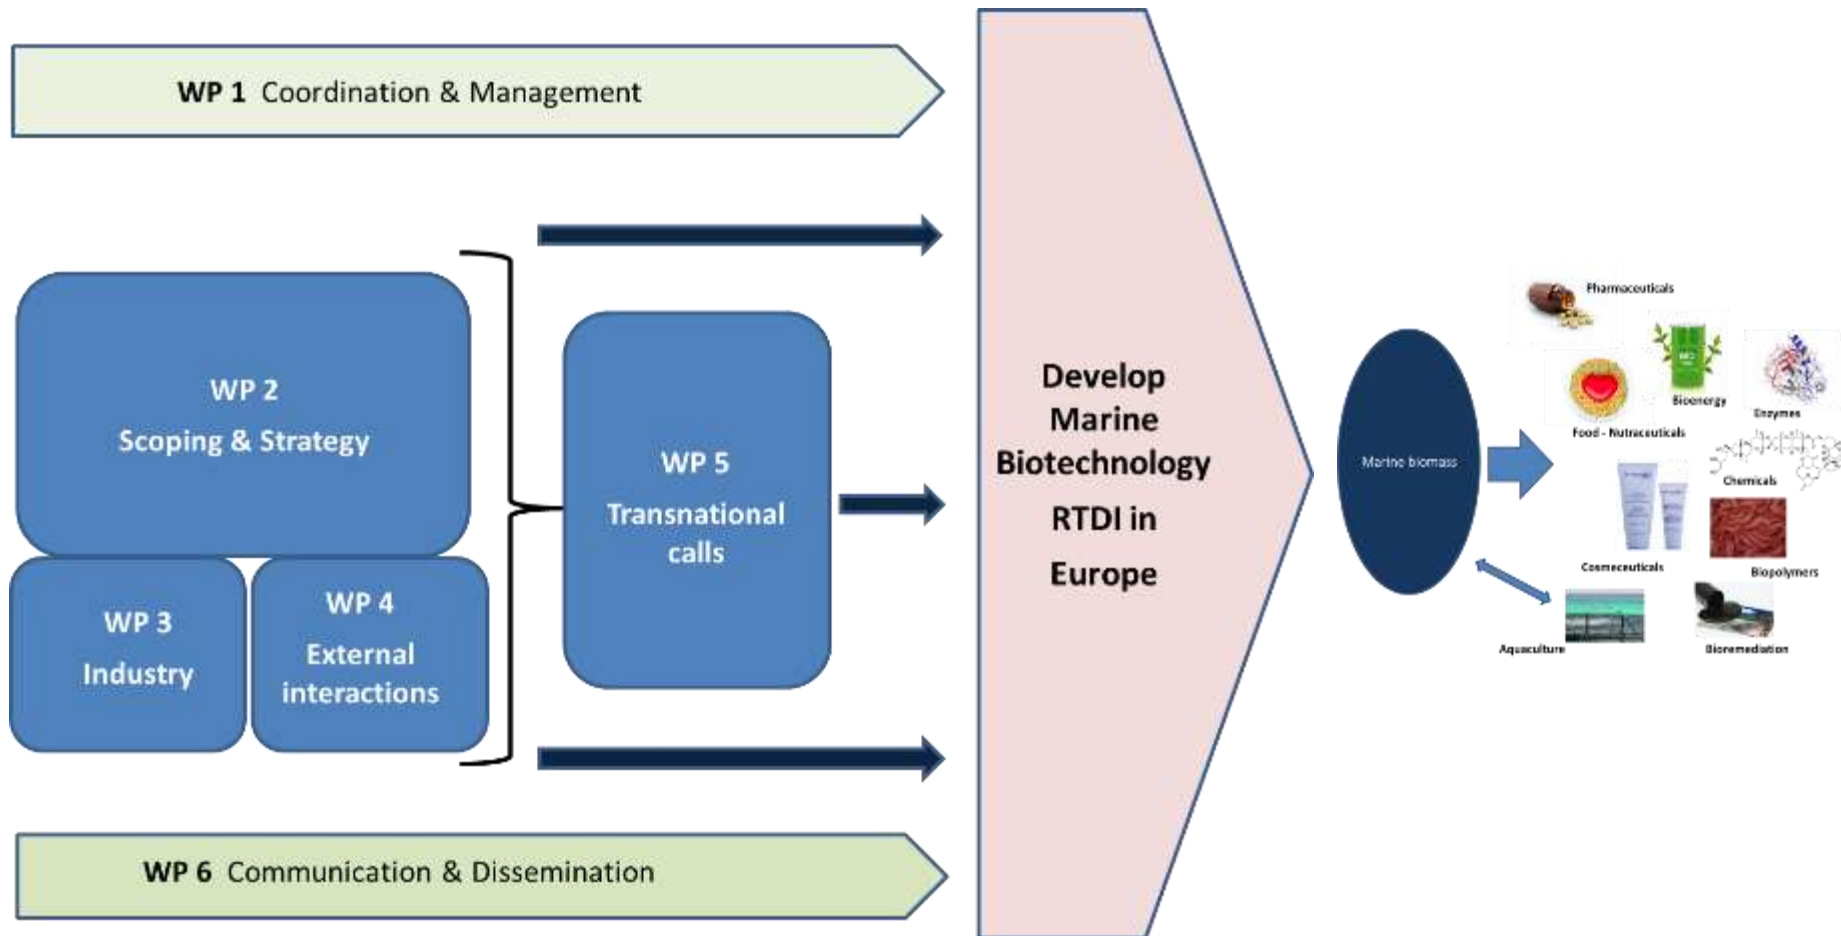 WP 1 Coordination & Management
WP 2
Scoping & Strategy
WP 3
Industry
WP 4
External
interactions
WP 5
Transnational
calls
WP 6 Communication & Dissemination
Develop
Marine
Biotechnology
RTDI in
Europe
Marine biomass
Pharmaceuticals
Bioenergy
Enzymes
Food - Nutraceuticals
Chemicals
Cosmeceuticals
Biopolymers
Aquaculture
Bioremediation